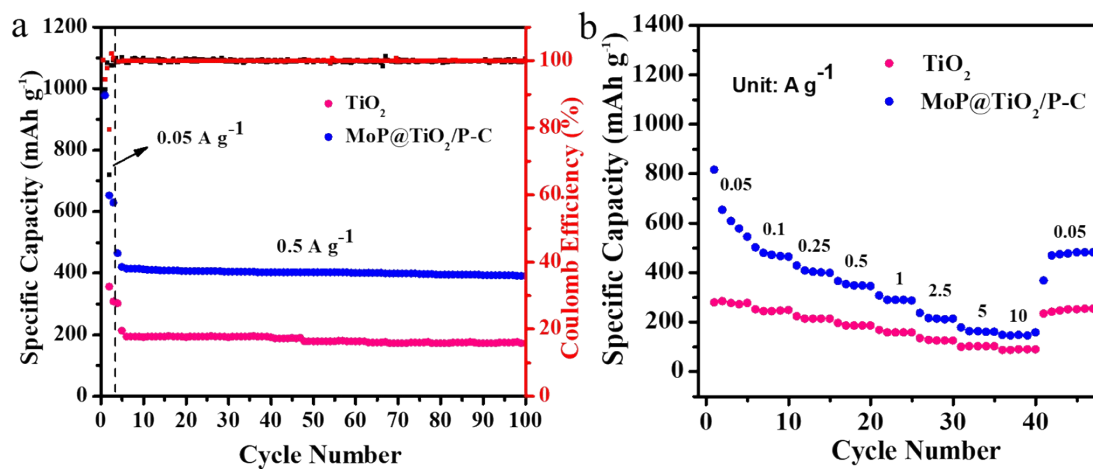 a
Specific Capacity (mAh g⁻¹)
1200
1000
800
600
400
200
0
0.05 A g⁻¹
TiO₂
MoP@TiO₂/P-C
0.5 A g⁻¹
100
80
60
40
20
0
Coulomb Efficiency (%)
0 10 20 30 40 50 60 70 80 90 100
Cycle Number
b
Specific Capacity (mAh g⁻¹)
1400
1200
1000
800
600
400
200
0
Unit: A g⁻¹
TiO₂
MoP@TiO₂/P-C
0.05
0.1
0.25
0.5
1
2.5
5
10
0.05
0 10 20 30 40
Cycle Number